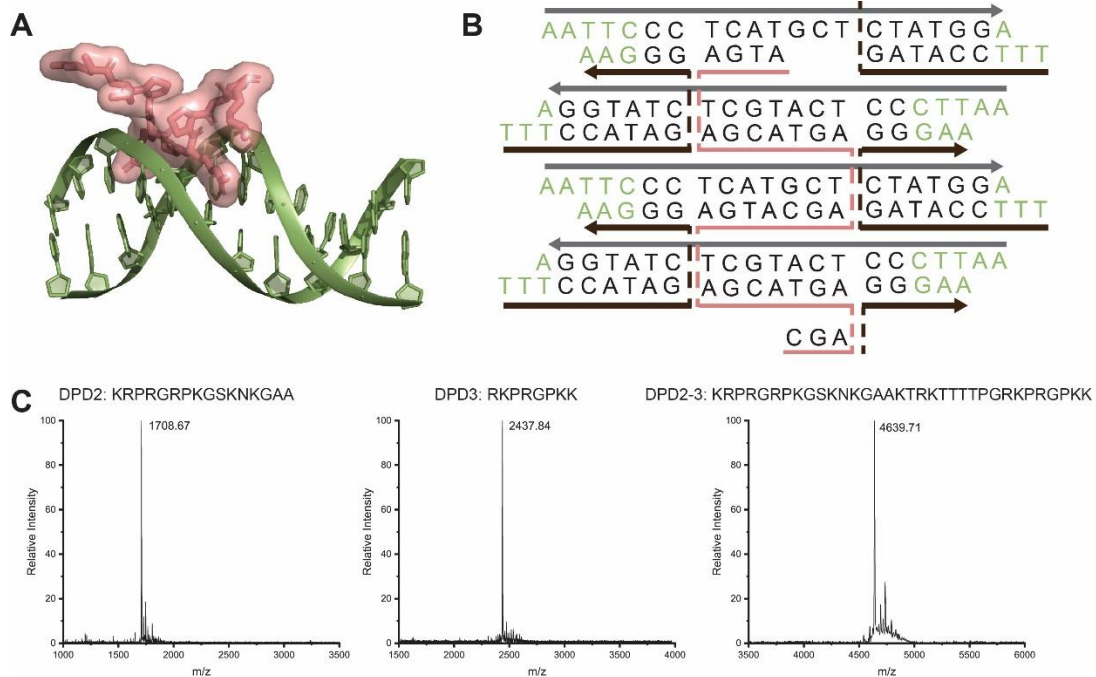 A
B
AATTCCC TCATGCT CTATGGA
AAGGG AGTA GATACCTTT
AGGTATC TCGTACT CCCTTAA
TTTCCATAG AGCATGA GGGAA
AATTCCC TCATGCT CTATGGA
AAGGG AGTACGA GATACCTTT
AGGTATC TCGTACT CCCTTAA
TTTCCATAG AGCATGA GGGAA
CGA
C
DPD2: KRPRGRPKGSKNKGAA
100
1708.67
80
60
40
20
0
Relative Intensity
1000 1500 2000 2500 3000 3500
m/z
DPD3: RKPRGPKK
100
2437.84
80
60
40
20
0
Relative Intensity
1500 2000 2500 3000 3500 4000
m/z
DPD2-3: KRPRGRPKGSKNKGAAKTRKTTTTPGRKPRGPKK
100
4639.71
80
60
40
20
0
Relative Intensity
3500 4000 4500 5000 5500 6000
m/z